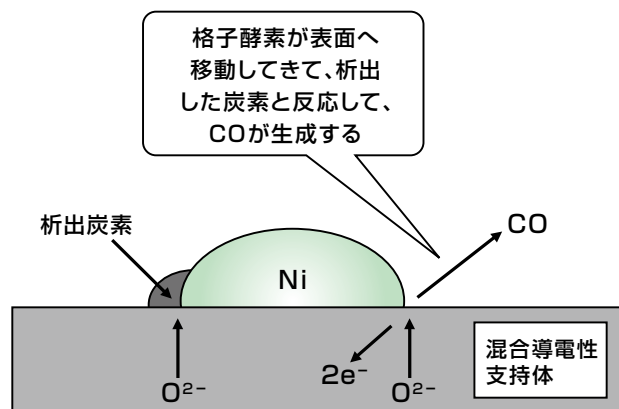 格子酵素が表面へ
移動してきて、析出
した炭素と反応して、
COが生成する
析出炭素
CO
Ni
2e⁻
O²⁻
O²⁻
混合導電性
支持体